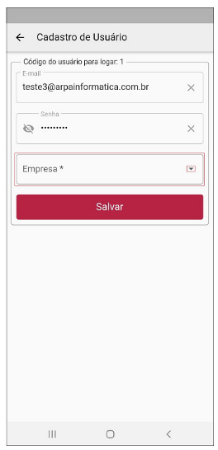 Cadastro de Usuário
Código do usuário para logar: 1
E-mail
teste3@arpainformatica.com.br
Senha
•••••••••
Empresa *
Salvar